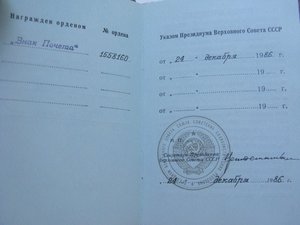 Награжден орденом
№ ордена
„Знак Почета“
1558160
Указом Президиума Верховного Совета СССР
от „24 „ декабря 1986 г.
от „ „ 19 г.
от „ „ 19 г.
от „ „ 19 г.
Секретарь Президиума
Верховного Совета СССР
„24 „ декабря 1986 г.